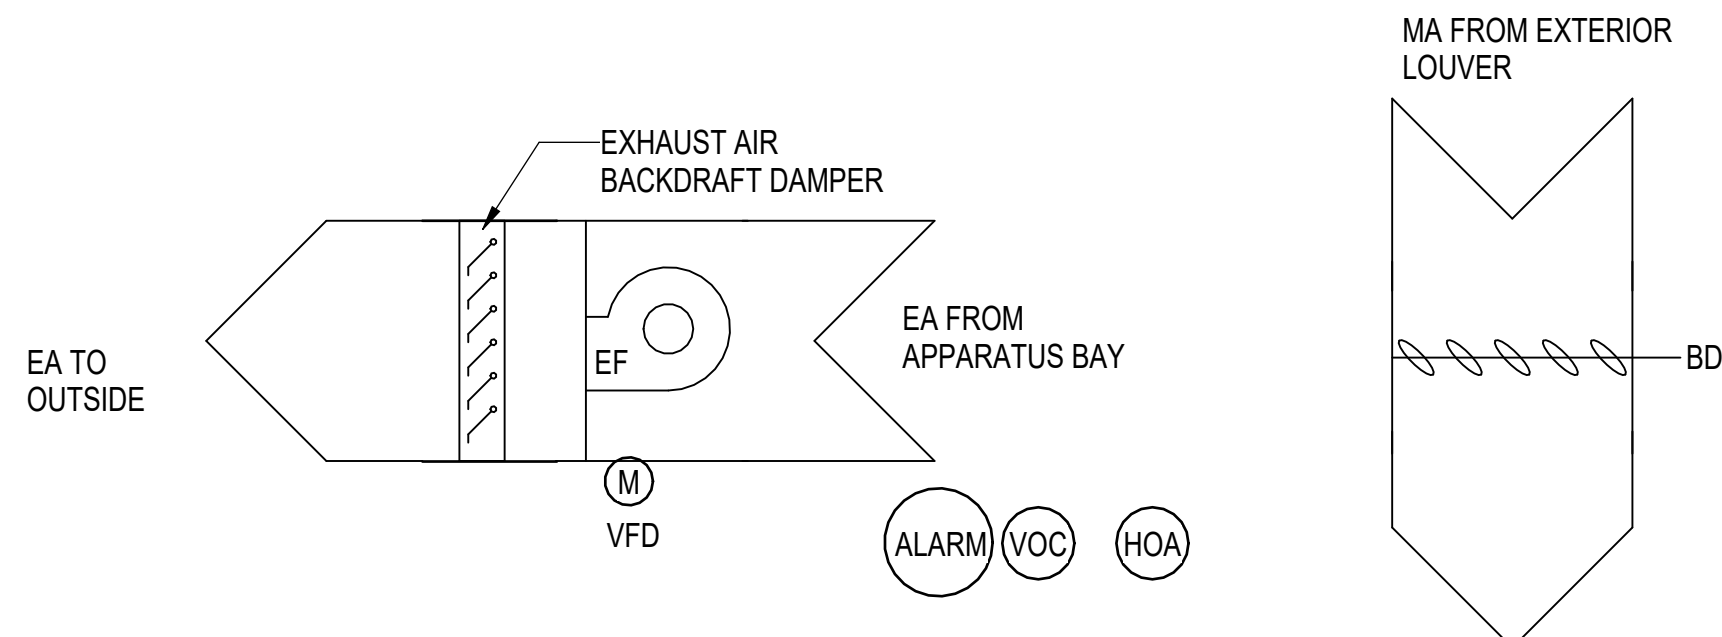 MA FROM EXTERIOR
LOUVER
EXHAUST AIR
BACKDRAFT DAMPER
EA FROM
APPARATUS BAY
EA TO
OUTSIDE
EF
BD
M
VFD
ALARM
VOC
HOA